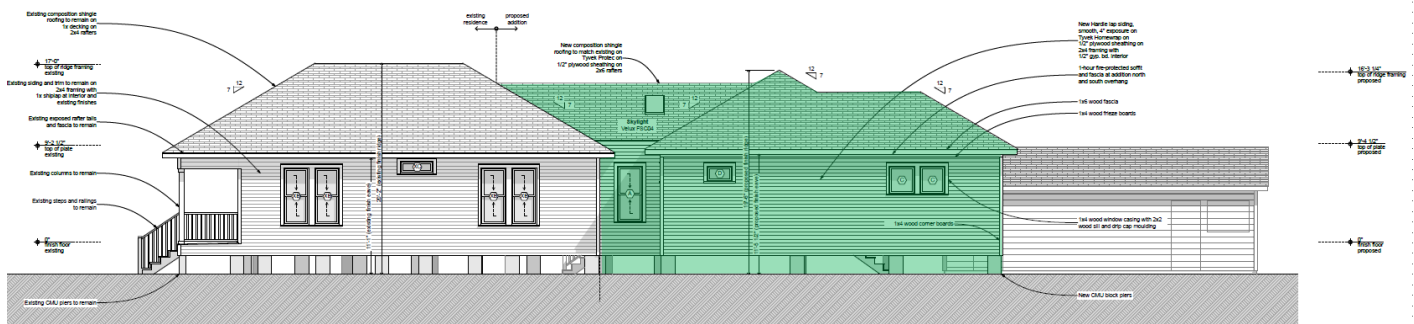 Existing composition shingle
roofing to remain on
1x decking on
2x4 rafters
17'-0"
top of ridge framing
existing
Existing siding and trim to remain on
2x4 framing with
1x shiplap at interior and
existing finishes
Existing exposed rafter tails
and fascia to remain
9'-2 1/2"
top of plate
existing
Existing columns to remain
Existing steps and railings
to remain
0"
finish floor
existing
Existing CMU piers to remain
12
7
existing
residence
proposed
addition
New composition shingle
roofing to match existing on
Tyvek Protec on
1/2" plywood sheathing on
2x6 rafters
12
7
12
7
Skylight
12
7
12
7
New Hardie lap siding,
smooth, 4" exposure on
Tyvek Homewrap on
1/2" plywood sheathing on
2x4 framing with
1/2" gyp. bd. interior
1-hour fire-protected soffit
and fascia at addition north
and south overhang
1x6 wood fascia
1x4 wood frieze boards
1x4 wood window casing with 2x2
wood sill and drip cap moulding
1x4 wood corner boards
New CMU block piers
16'-3 1/4"
top of ridge framing
proposed
9'-4 1/2"
top of plate
proposed
0"
finish floor
proposed